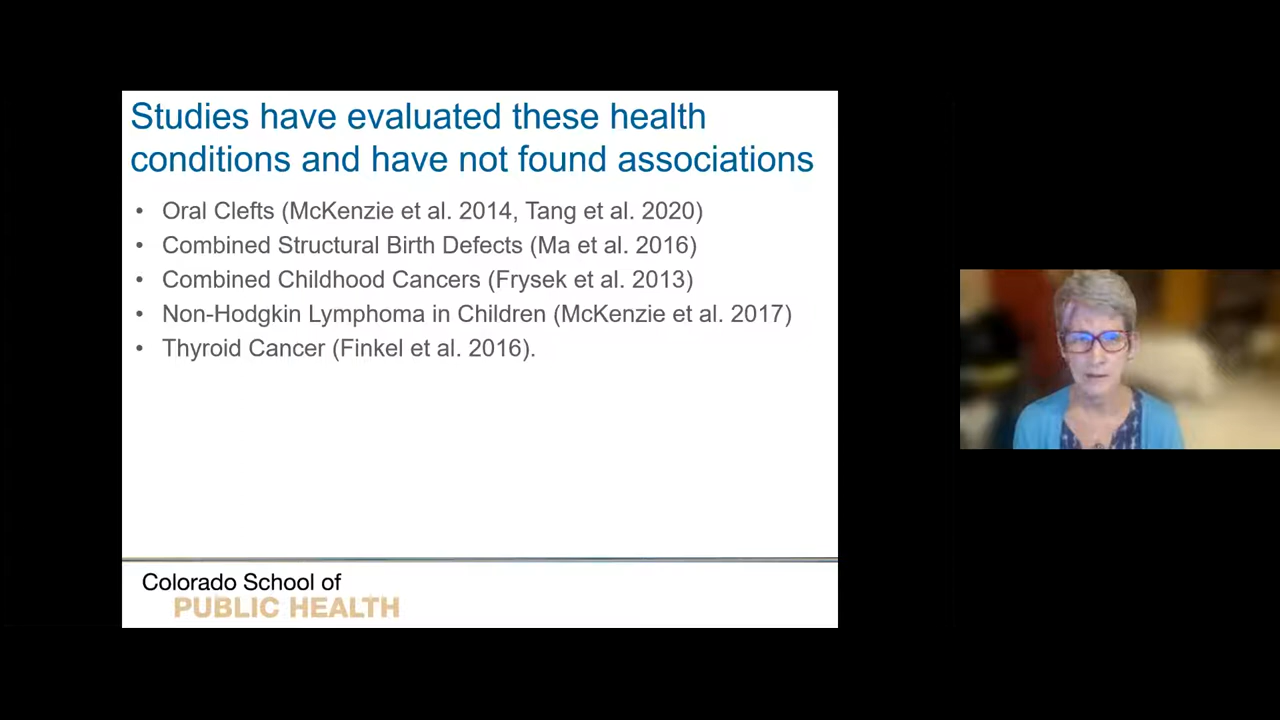 Studies have evaluated these health
conditions and have not found associations
• Oral Clefts (McKenzie et al. 2014, Tang et al. 2020)
• Combined Structural Birth Defects (Ma et al. 2016)
• Combined Childhood Cancers (Frysek et al. 2013)
• Non-Hodgkin Lymphoma in Children (McKenzie et al. 2017)
• Thyroid Cancer (Finkel et al. 2016).
Colorado School of
PUBLIC HEALTH